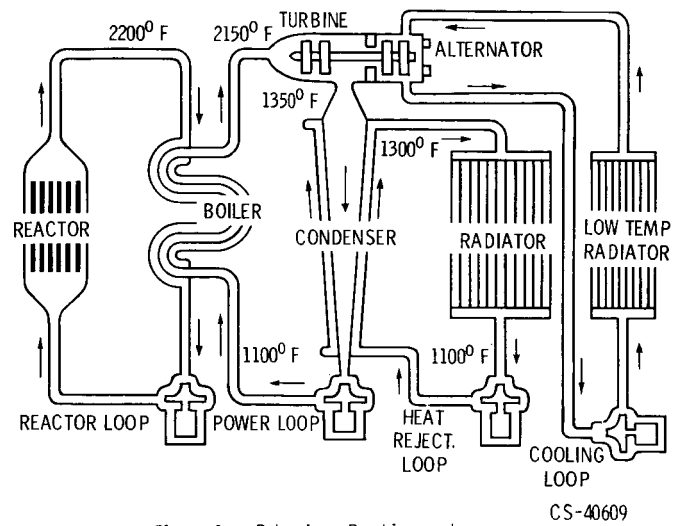 TURBINE
2200⁰ F
2150⁰ F
ALTERNATOR
1350⁰ F
1300⁰ F
REACTOR
BOILER
CONDENSER
RADIATOR
LOW TEMP
RADIATOR
1100⁰ F
1100⁰ F
REACTOR LOOP
POWER LOOP
HEAT
REJECT.
LOOP
COOLING
LOOP
CS-40609